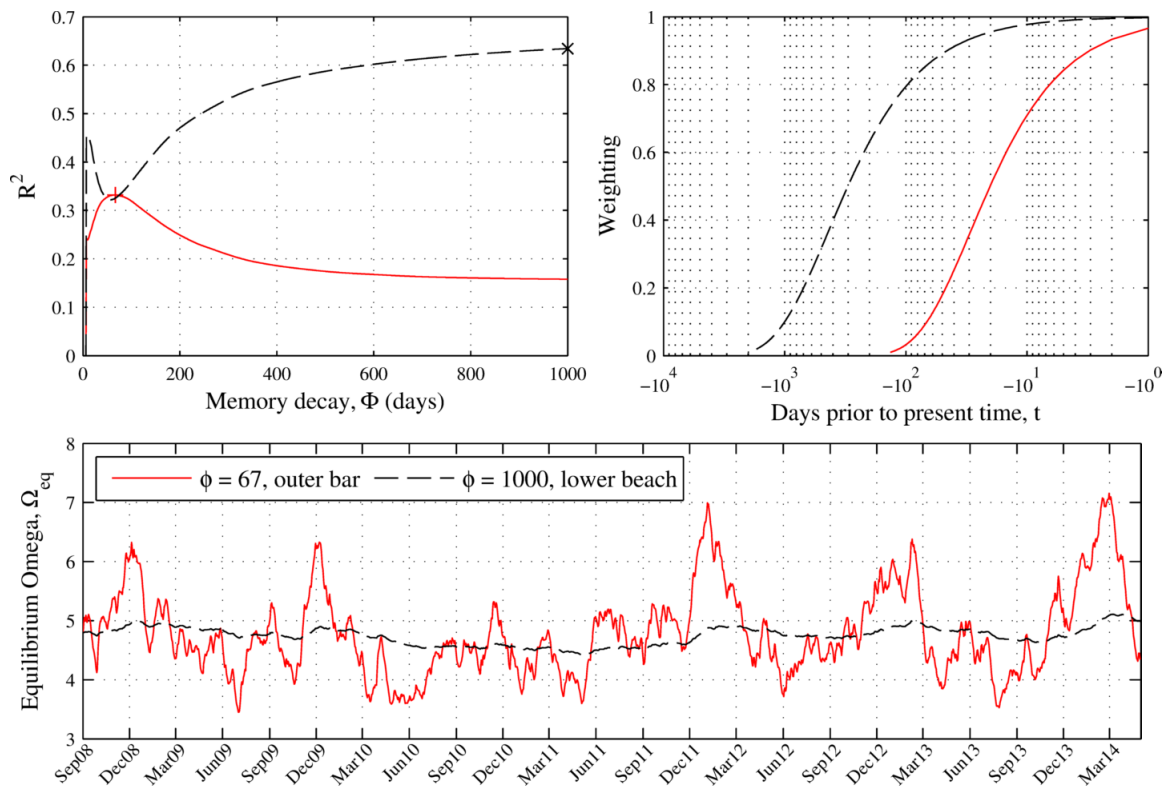 0.7
0.6
0.5
0.4
0.3
0.2
0.1
0
R²
0 200 400 600 800 1000
Memory decay, Φ (days)
1
0.8
0.6
0.4
0.2
0
Weighting
−10⁴ −10³ −10² −10¹ −10⁰
Days prior to present time, t
8
7
6
5
4
3
Equilibrium Omega, Ωeq
ϕ = 67, outer bar ϕ = 1000, lower beach
Sep08 Dec08 Mar09 Jun09 Sep09 Dec09 Mar10 Jun10 Sep10 Dec10 Mar11 Jun11 Sep11 Dec11 Mar12 Jun12 Sep12 Dec12 Mar13 Jun13 Sep13 Dec13 Mar14